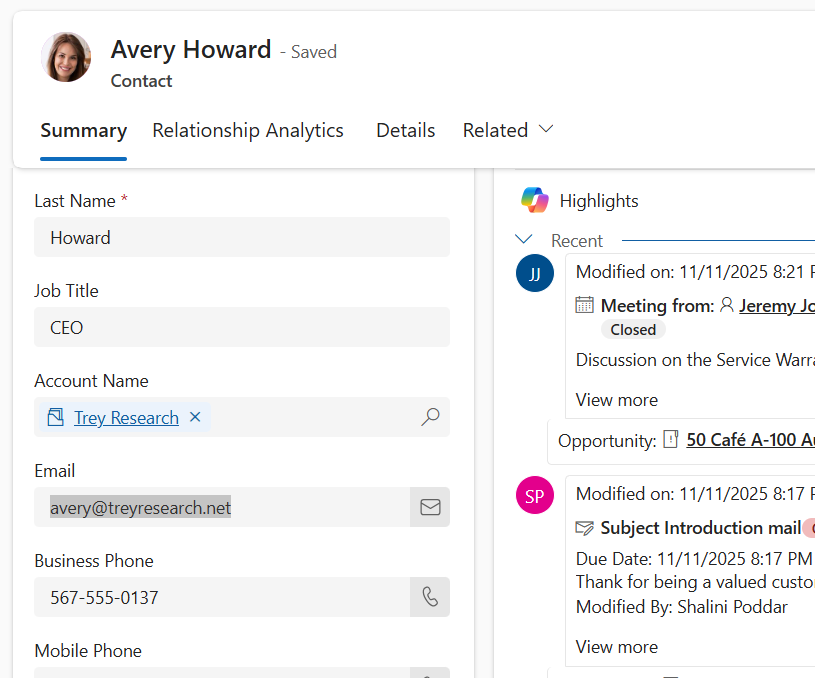 Avery Howard - Saved
Contact
Summary Relationship Analytics Details Related
Last Name *
Howard
Job Title
CEO
Account Name
Trey Research
Email
avery@treyresearch.net
Business Phone
567-555-0137
Mobile Phone
Highlights
Recent
JJ
Modified on: 11/11/2025 8:21
Meeting from: Jeremy
Closed
Discussion on the Service
View more
Opportunity: 50 Café A-100
SP
Modified on: 11/11/2025 8:17
Subject Introduction mail
Due Date: 11/11/2025 8:17 PM
Thank for being a valued
Modified By: Shalini Poddar
View more